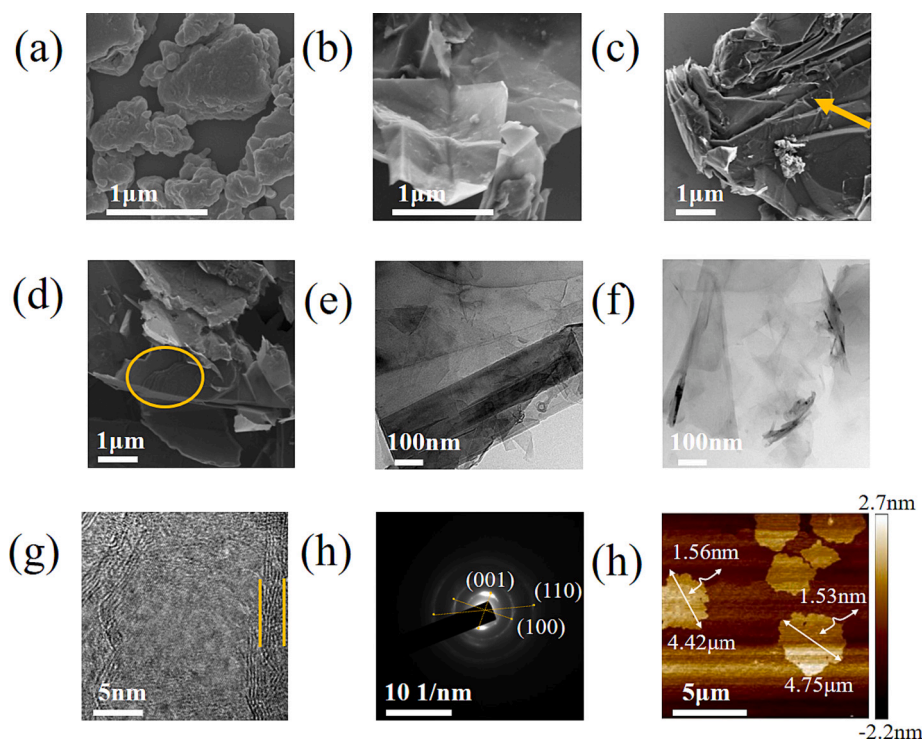 (a)
1μm
(b)
1μm
(c)
1μm
(d)
1μm
(e)
100nm
(f)
100nm
(g)
5nm
(h)
(001)
(110)
(100)
10 1/nm
(h)
2.7nm
1.56nm
1.53nm
4.42μm
4.75μm
5μm
-2.2nm